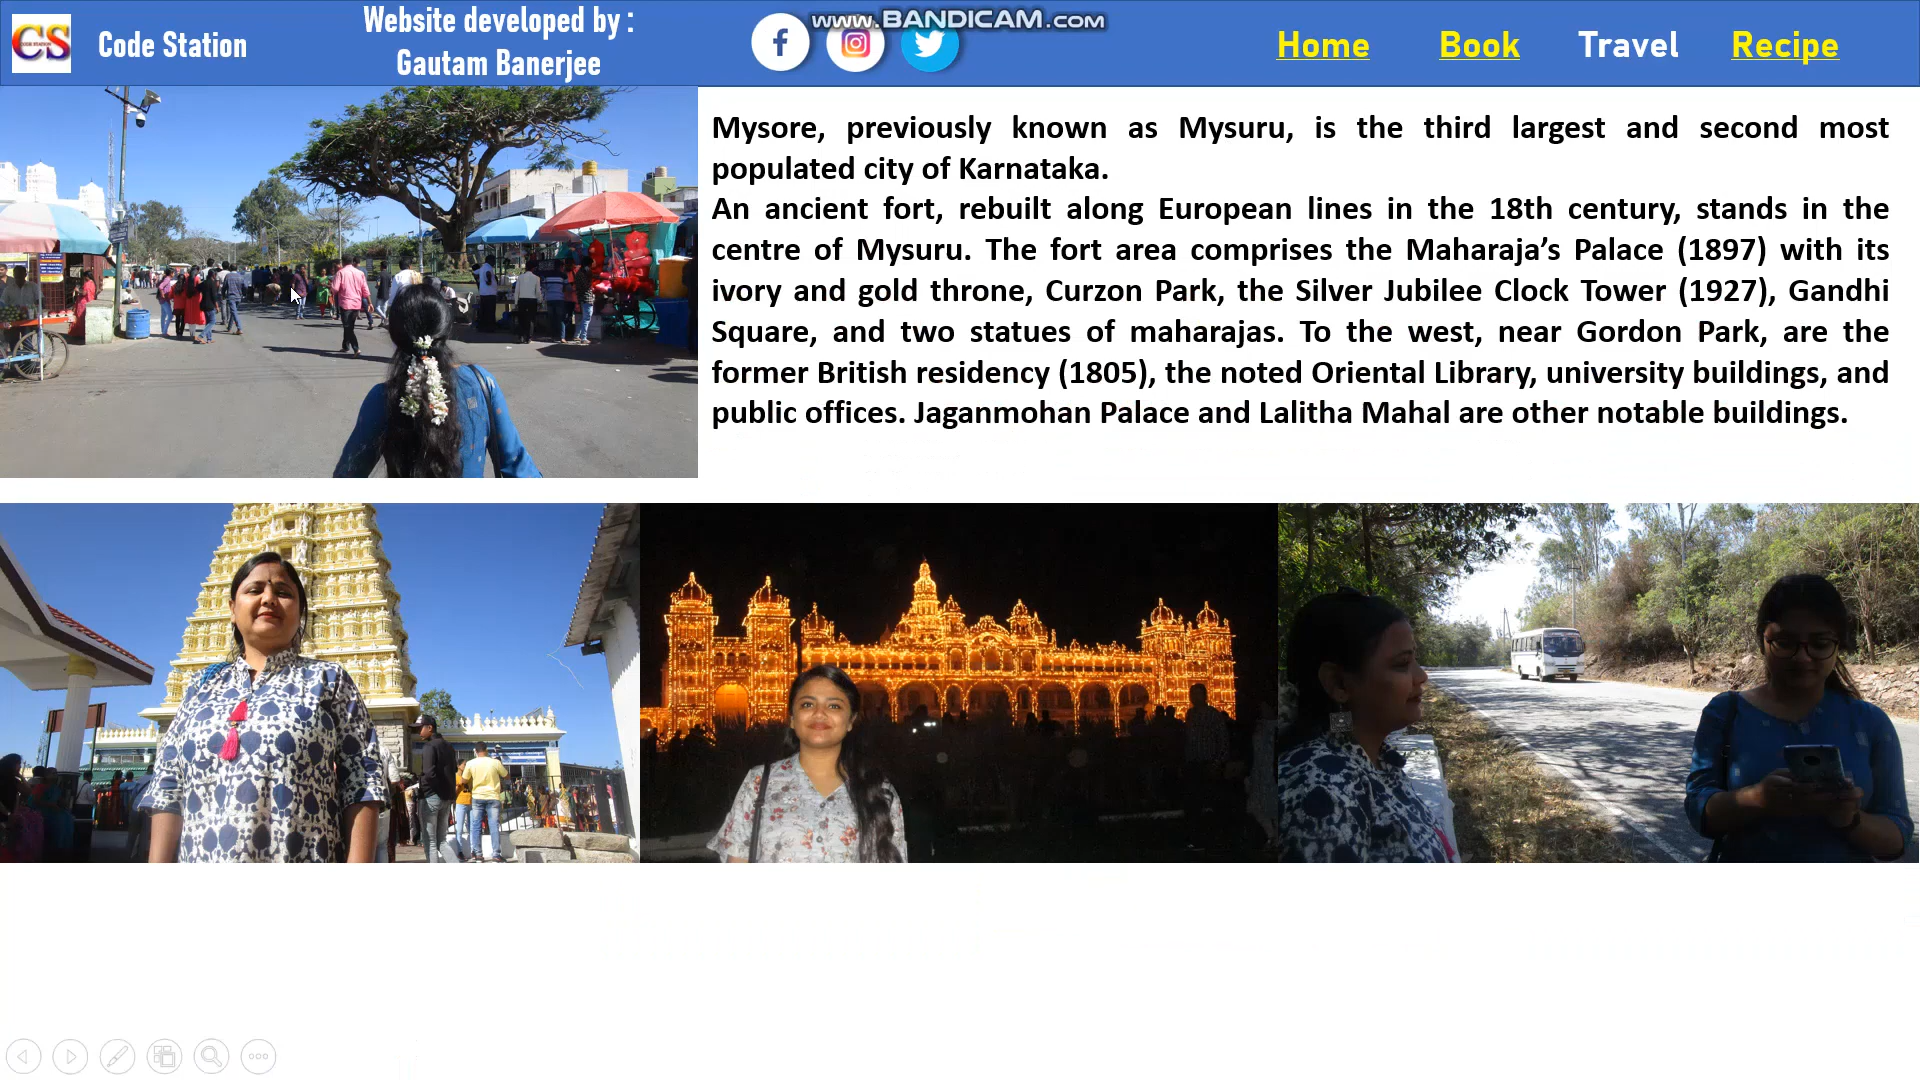 CS
Code Station
Website developed by :
Gautam Banerjee
www.BANDICAM.com
Home
Book
Travel
Recipe
Mysore, previously known as Mysuru, is the third largest and second most
populated city of Karnataka.
An ancient fort, rebuilt along European lines in the 18th century, stands in the
centre of Mysuru. The fort area comprises the Maharaja’s Palace (1897) with its
ivory and gold throne, Curzon Park, the Silver Jubilee Clock Tower (1927), Gandhi
Square, and two statues of maharajas. To the west, near Gordon Park, are the
former British residency (1805), the noted Oriental Library, university buildings, and
public offices. Jaganmohan Palace and Lalitha Mahal are other notable buildings.